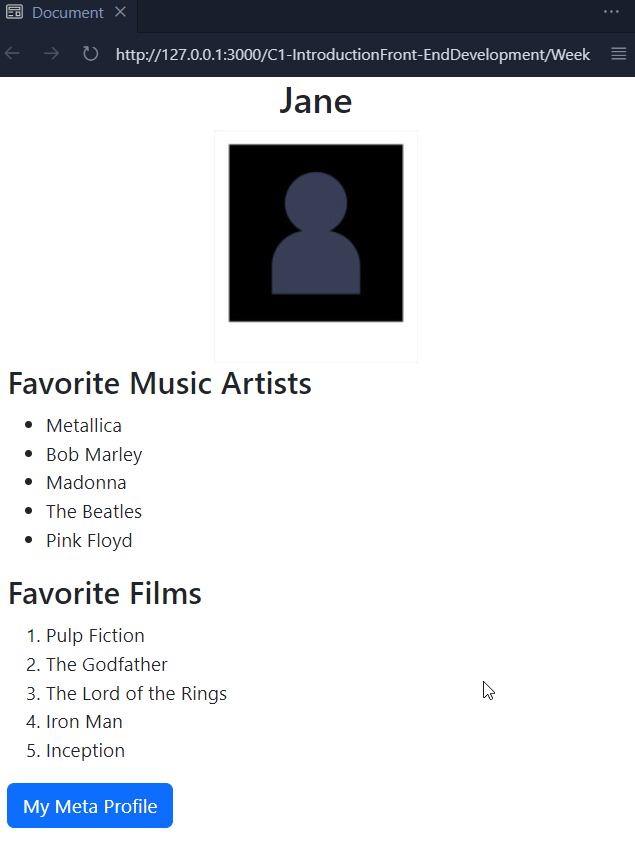 Document
http://127.0.0.1:3000/C1-IntroductionFront-EndDevelopment/Week
Jane
Favorite Music Artists
Metallica
Bob Marley
Madonna
The Beatles
Pink Floyd
Favorite Films
1. Pulp Fiction
2. The Godfather
3. The Lord of the Rings
4. Iron Man
5. Inception
My Meta Profile